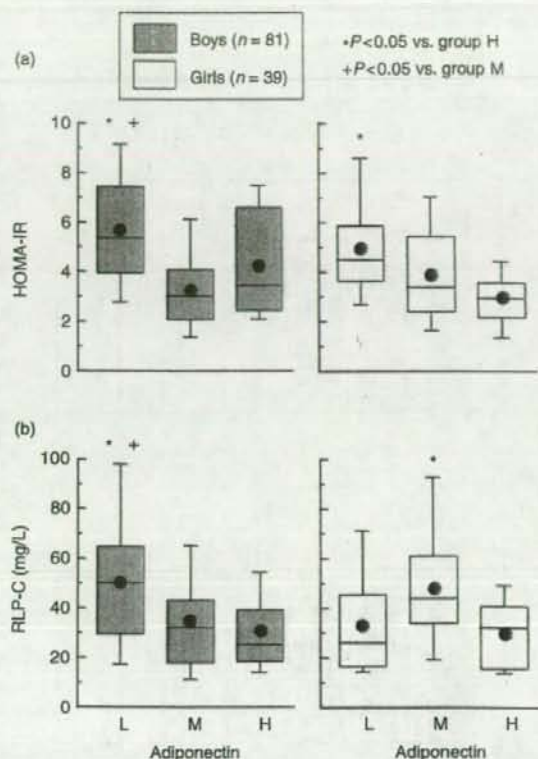 Boys (n = 81)
Girls (n = 39)
*P<0.05 vs. group H
+P<0.05 vs. group M
(a)
HOMA-IR
10
8
6
4
2
0
* +
*
(b)
RLP-C (mg/L)
100
80
60
40
20
0
* +
*
L M H
L M H
Adiponectin
Adiponectin